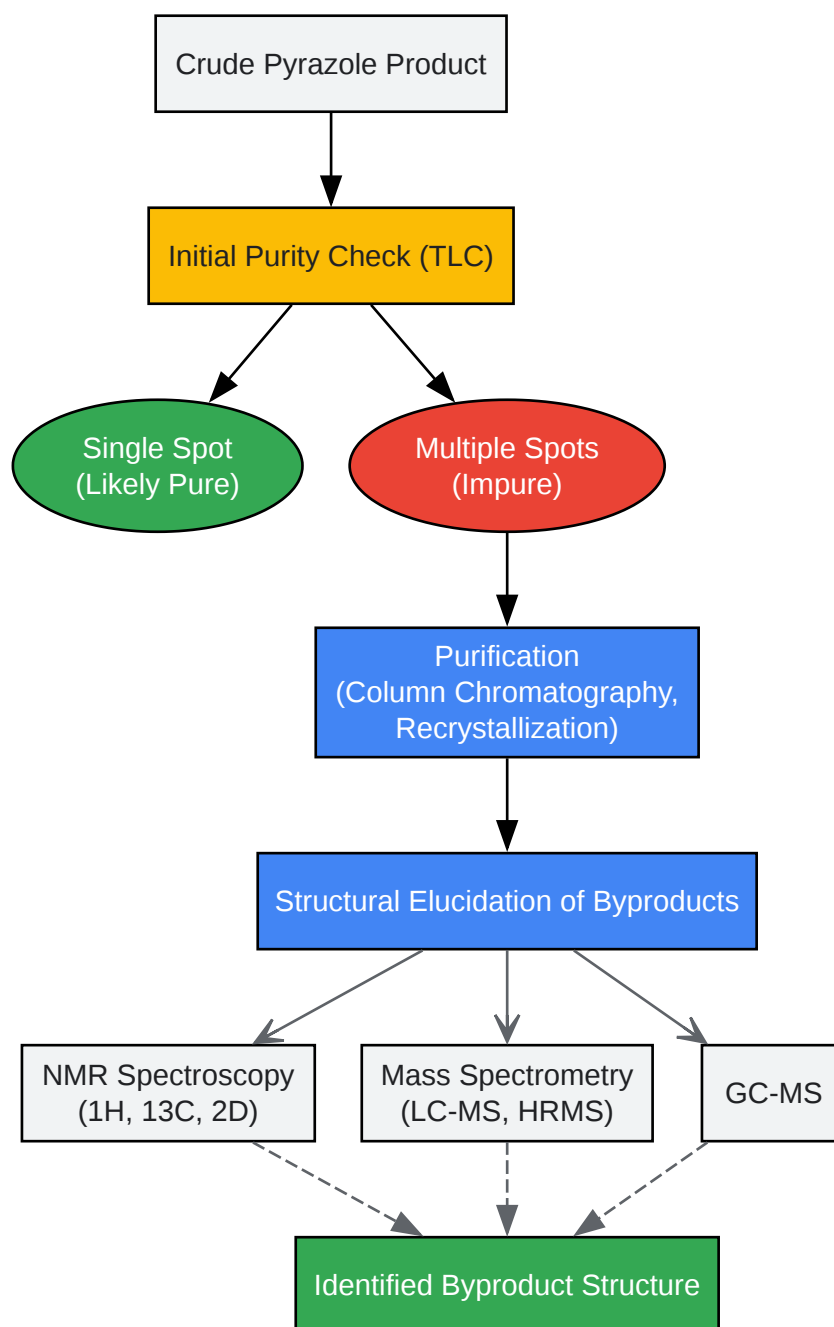 Crude Pyrazole Product
Initial Purity Check (TLC)
Single Spot
(Likely Pure)
Multiple Spots
(Impure)
Purification
(Column Chromatography,
Recrystallization)
Structural Elucidation of Byproducts
NMR Spectroscopy
(1H, 13C, 2D)
Mass Spectrometry
(LC-MS, HRMS)
GC-MS
Identified Byproduct Structure